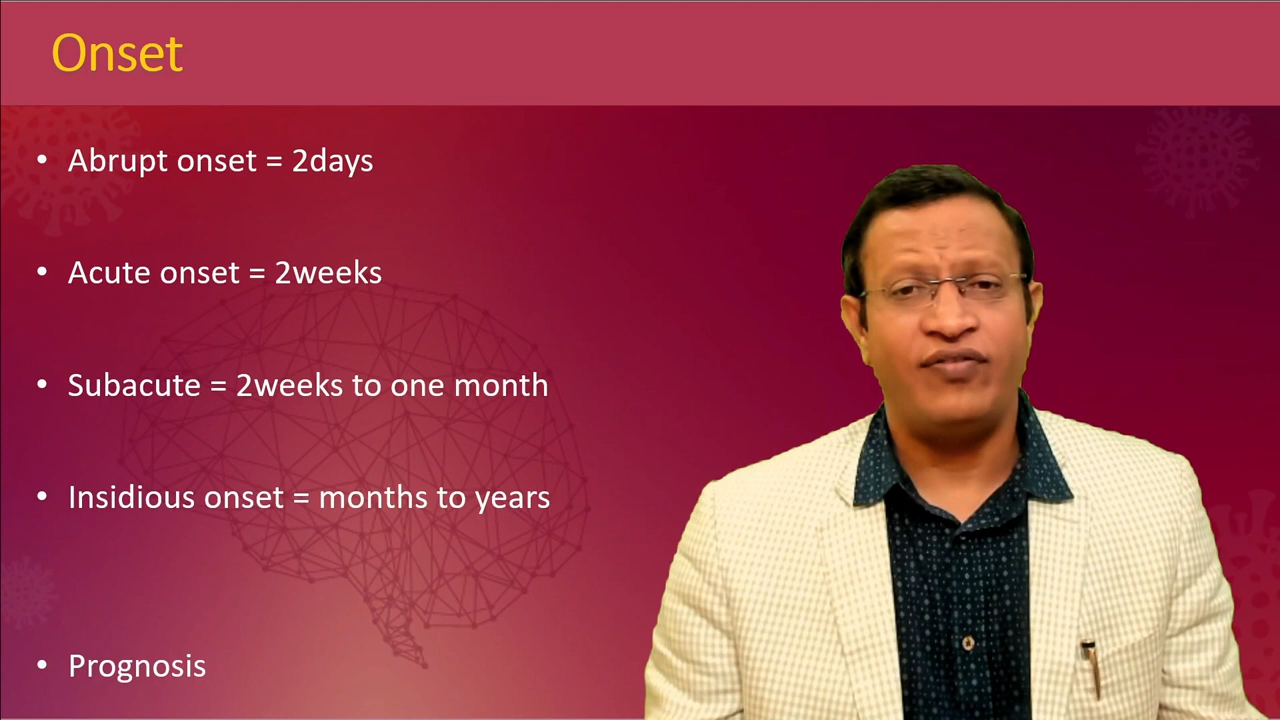 Onset
• Abrupt onset = 2days
• Acute onset = 2weeks
• Subacute = 2weeks to one month
• Insidious onset = months to years
• Prognosis